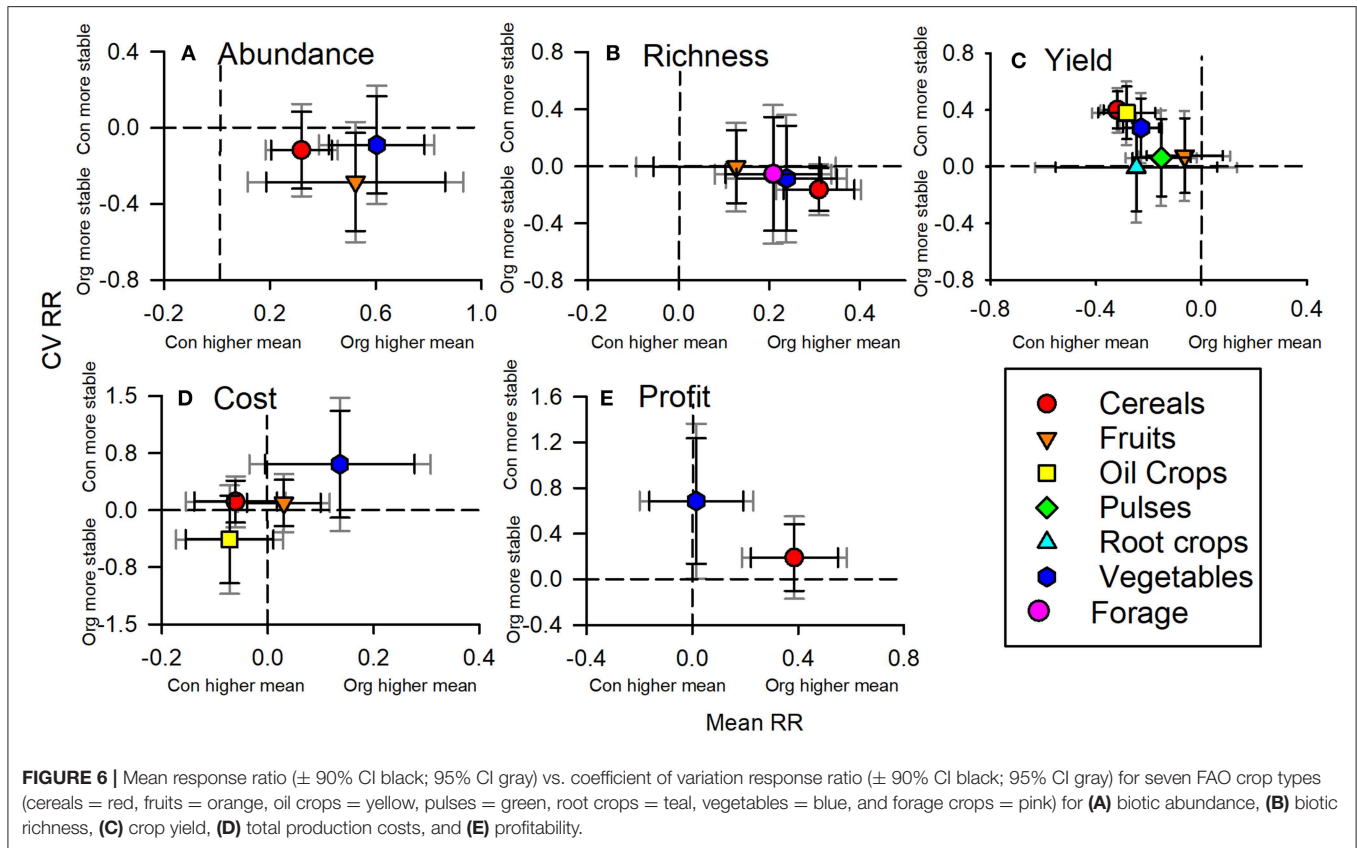 A Abundance
0.4
0.0
-0.4
-0.8
-0.2
0.2
0.6
1.0
Con more stable
Org more stable
Con higher mean
Org higher mean
B Richness
0.8
0.4
0.0
-0.4
-0.8
0.0
0.2
0.4
Con more stable
Org more stable
Con higher mean
Org higher mean
C Yield
0.8
0.4
0.0
-0.4
-0.8
-0.8
-0.4
0.0
0.4
Con more stable
Org more stable
Con higher mean
Org higher mean
CV RR
D Cost
1.5
0.8
0.0
-0.8
-1.5
-0.2
0.0
0.2
0.4
Con more stable
Org more stable
Con higher mean
Org higher mean
E Profit
1.6
1.2
0.8
0.4
0.0
-0.4
-0.4
0.0
0.4
0.8
Con more stable
Org more stable
Con higher mean
Org higher mean
Mean RR
Cereals
Fruits
Oil Crops
Pulses
Root crops
Vegetables
Forage
FIGURE 6 | Mean response ratio (± 90% CI black; 95% CI gray) vs. coefficient of variation response ratio (± 90% CI black; 95% CI gray) for seven FAO crop types
(cereals = red, fruits = orange, oil crops = yellow, pulses = green, root crops = teal, vegetables = blue, and forage crops = pink) for (A) biotic abundance, (B) biotic
richness, (C) crop yield, (D) total production costs, and (E) profitability.